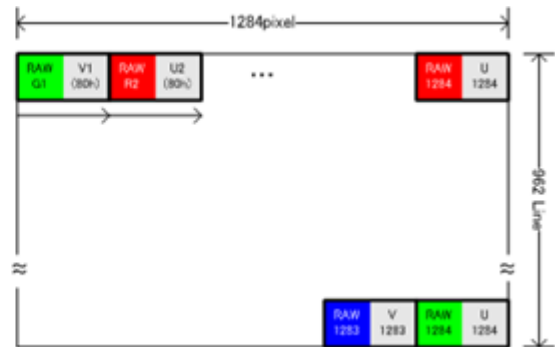 1284pixel
RAW G1
V1 (80h)
RAW R2
U2 (80h)
...
RAW 1284
U 1284
962 Line
RAW 1283
V 1283
RAW 1284
U 1284